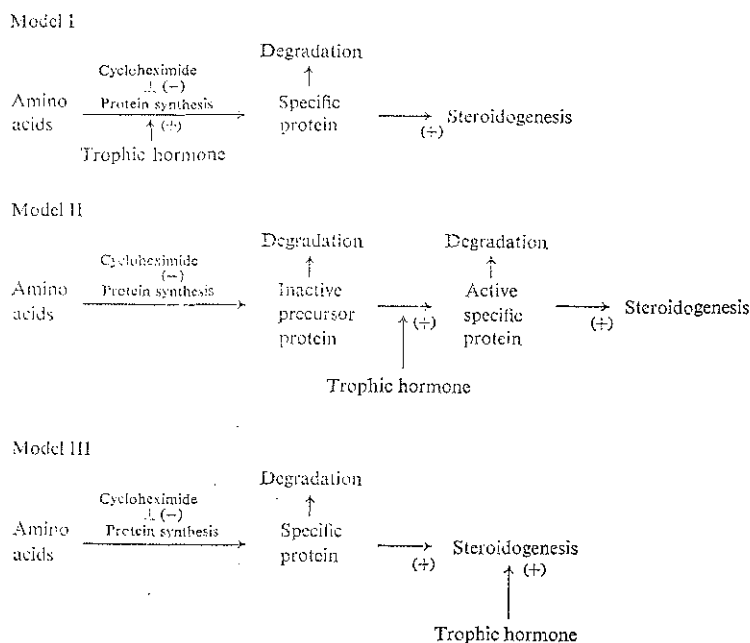 Model I
Degradation
Cycloheximide
↑
⊥ (−)
Amino acids
Protein synthesis
Specific protein
(+)
Steroidogenesis
↑ (+)
Trophic hormone
Model II
Degradation
Degradation
Cycloheximide
↑
↑
(−)
Amino acids
Protein synthesis
Inactive precursor protein
(+)
Active specific protein
(+)
Steroidogenesis
Trophic hormone
Model III
Degradation
Cycloheximide
↑
⊥ (−)
Amino acids
Protein synthesis
Specific protein
(+)
Steroidogenesis
(+)
Trophic hormone